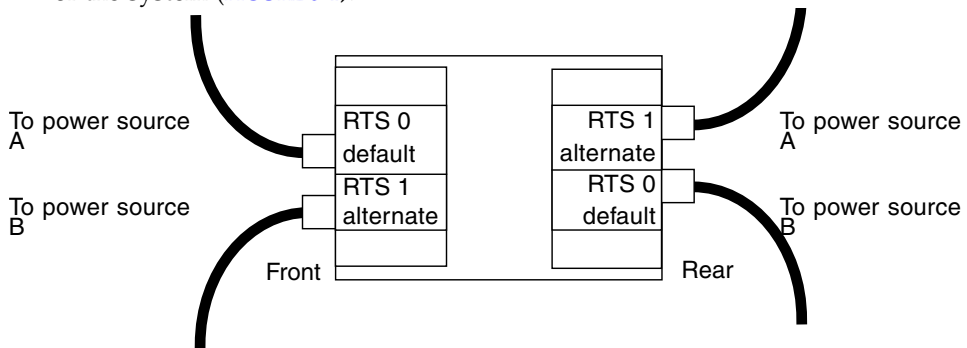 To power source
A
RTS 0
default
RTS 1
alternate
To power source
A
To power source
B
RTS 1
alternate
RTS 0
default
To power source
B
Front
Rear